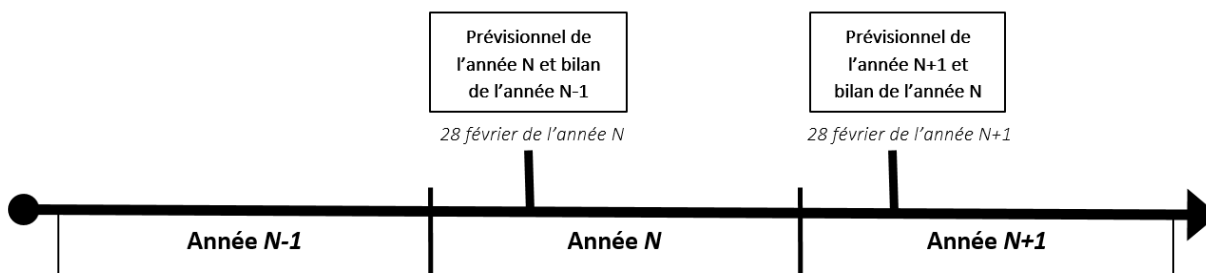 Prévisionnel de
l'année N et bilan
de l'année N-1
28 février de l'année N
Prévisionnel de
l'année N+1 et
bilan de l'année N
28 février de l'année N+1
Année N-1
Année N
Année N+1